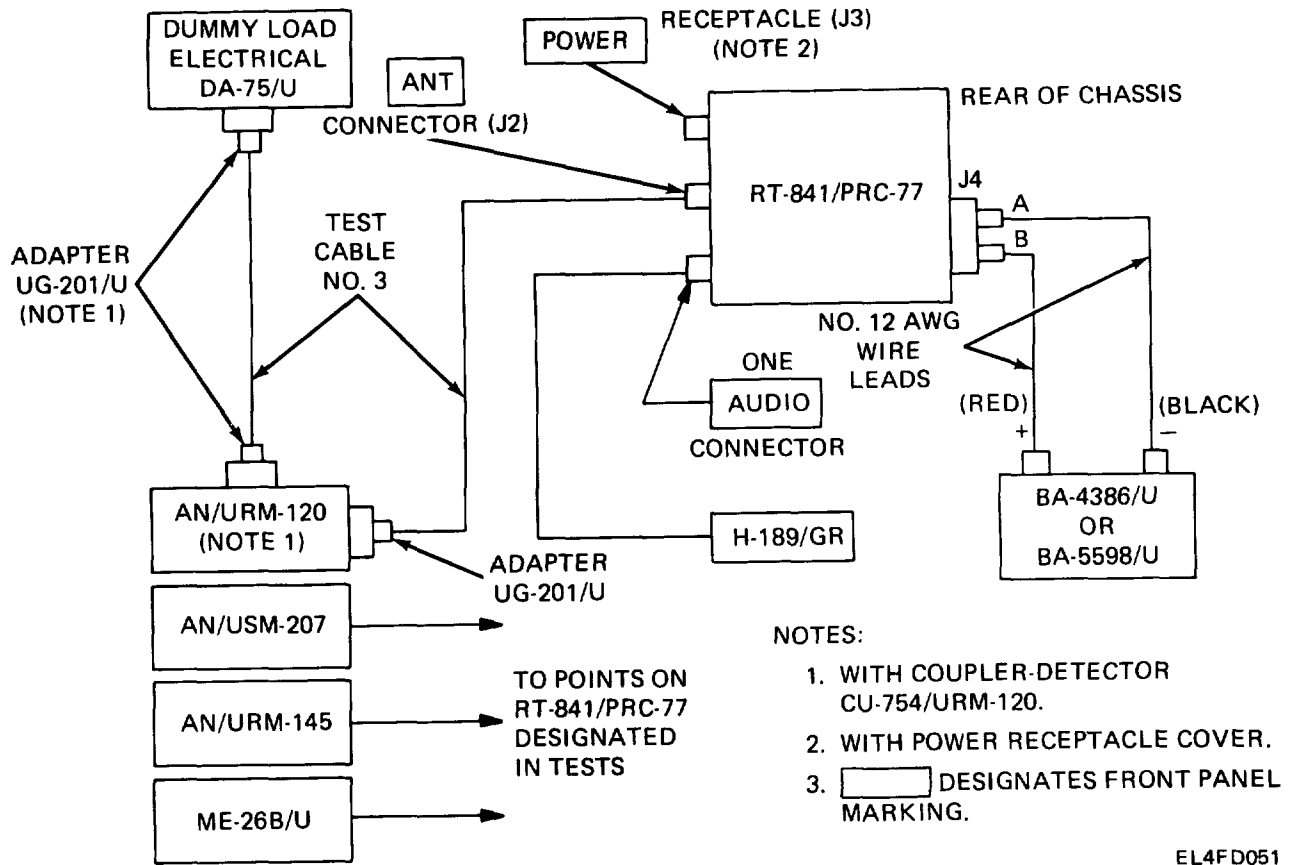 DUMMY LOAD
ELECTRICAL
DA-75/U
ANT
CONNECTOR (J2)
POWER
RECEPTACLE (J3)
(NOTE 2)
REAR OF CHASSIS
RT-841/PRC-77
J4
A
B
ADAPTER
UG-201/U
(NOTE 1)
TEST
CABLE
NO. 3
NO. 12 AWG
WIRE
LEADS
ONE
AUDIO
CONNECTOR
(RED)
+
(BLACK)
–
BA-4386/U
OR
BA-5598/U
H-189/GR
AN/URM-120
(NOTE 1)
ADAPTER
UG-201/U
AN/USM-207
AN/URM-145
ME-26B/U
TO POINTS ON
RT-841/PRC-77
DESIGNATED
IN TESTS
NOTES:
1. WITH COUPLER-DETECTOR
CU-754/URM-120.
2. WITH POWER RECEPTACLE COVER.
3. DESIGNATES FRONT PANEL
MARKING.
EL4FD051